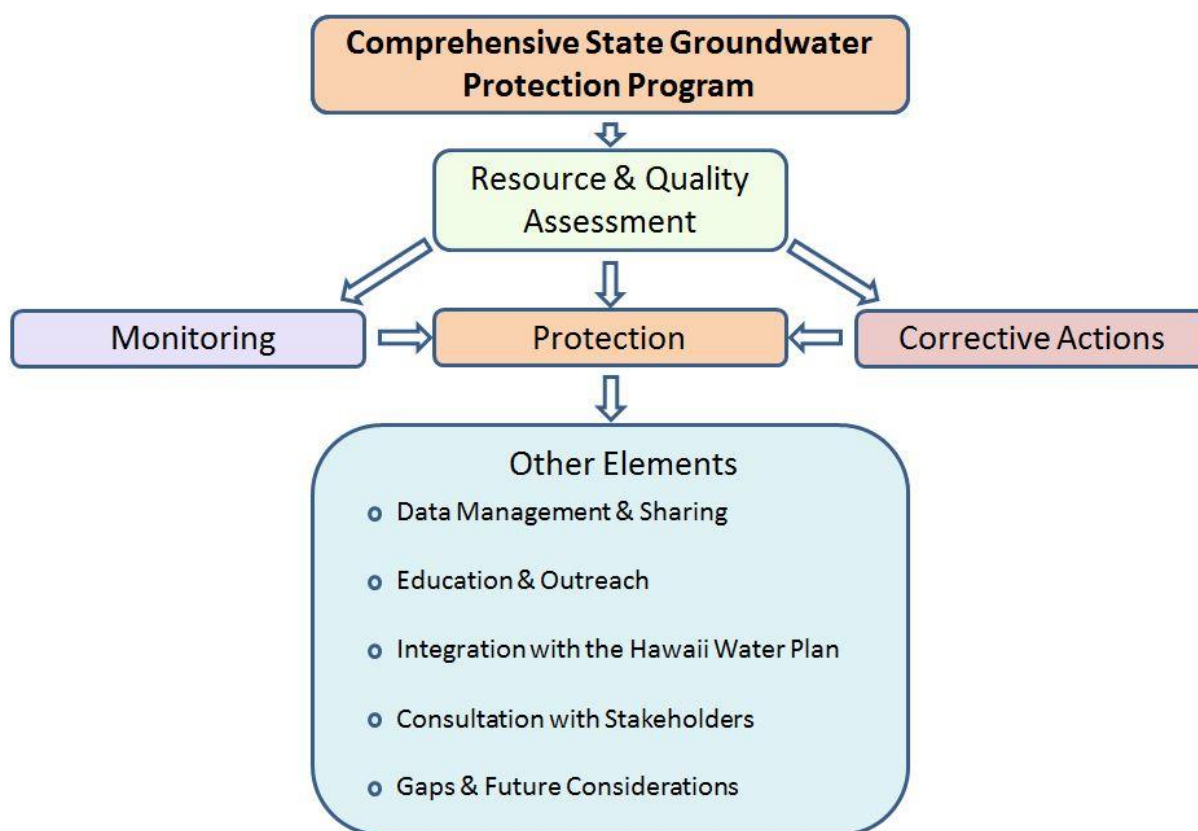 Comprehensive State Groundwater
Protection Program
Resource & Quality
Assessment
Monitoring
Protection
Corrective Actions
Other Elements
Data Management & Sharing
Education & Outreach
Integration with the Hawaii Water Plan
Consultation with Stakeholders
Gaps & Future Considerations